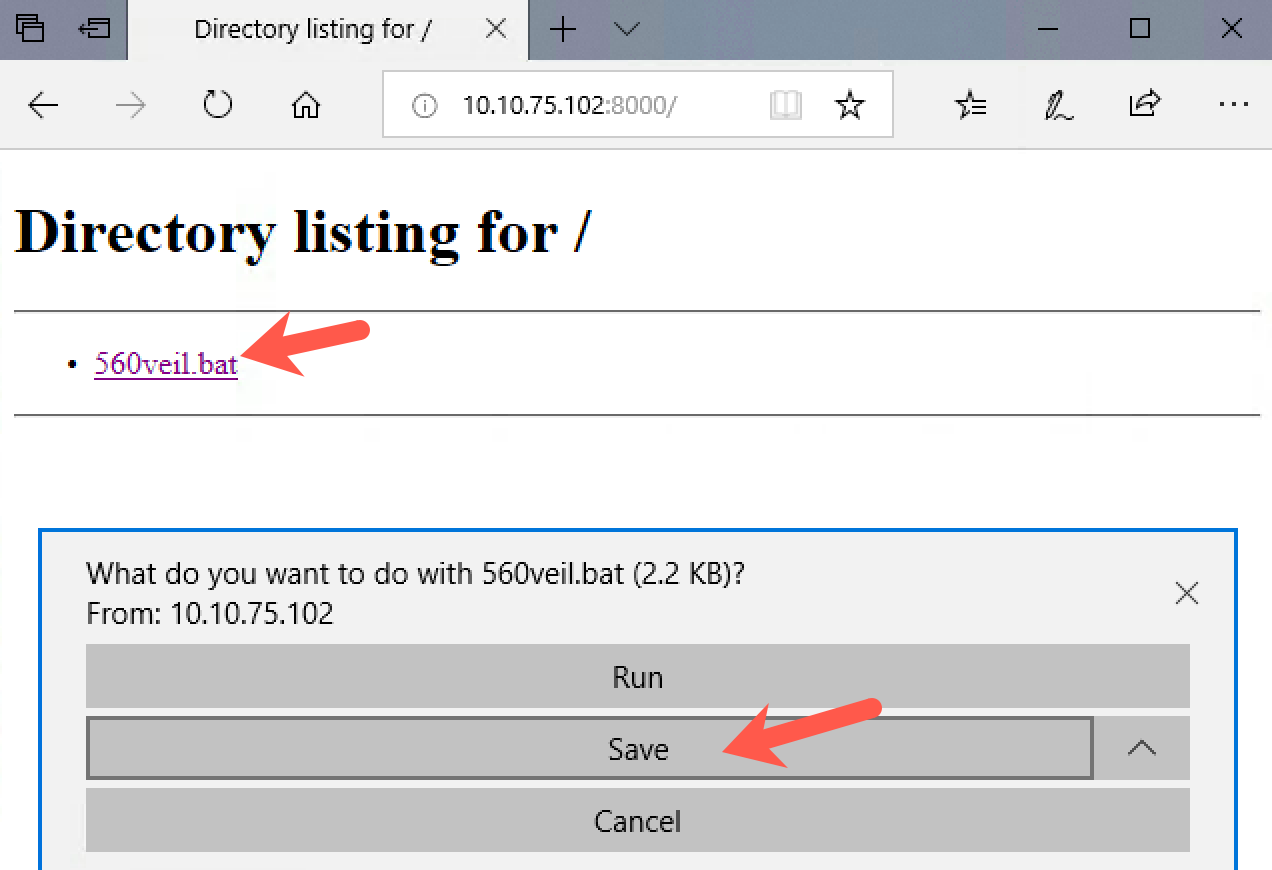 Directory listing for /
10.10.75.102:8000/
Directory listing for /
560veil.bat
What do you want to do with 560veil.bat (2.2 KB)?
From: 10.10.75.102
Run
Save
Cancel